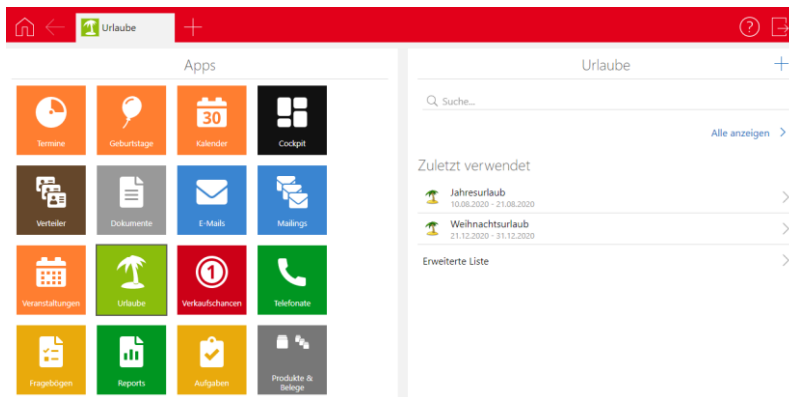 Urlaube
Apps
Termine
Geburtstage
30
Kalender
Cockpit
Verteiler
Dokumente
E-Mails
Mailings
Veranstaltungen
Urlaube
1
Verkaufschancen
Telefonate
Fragebögen
Reports
Aufgaben
Produkte &
Belege
Urlaube
Suche...
Alle anzeigen
Zuletzt verwendet
Jahresurlaub
10.08.2020 - 21.08.2020
Weihnachtsurlaub
21.12.2020 - 31.12.2020
Erweiterte Liste